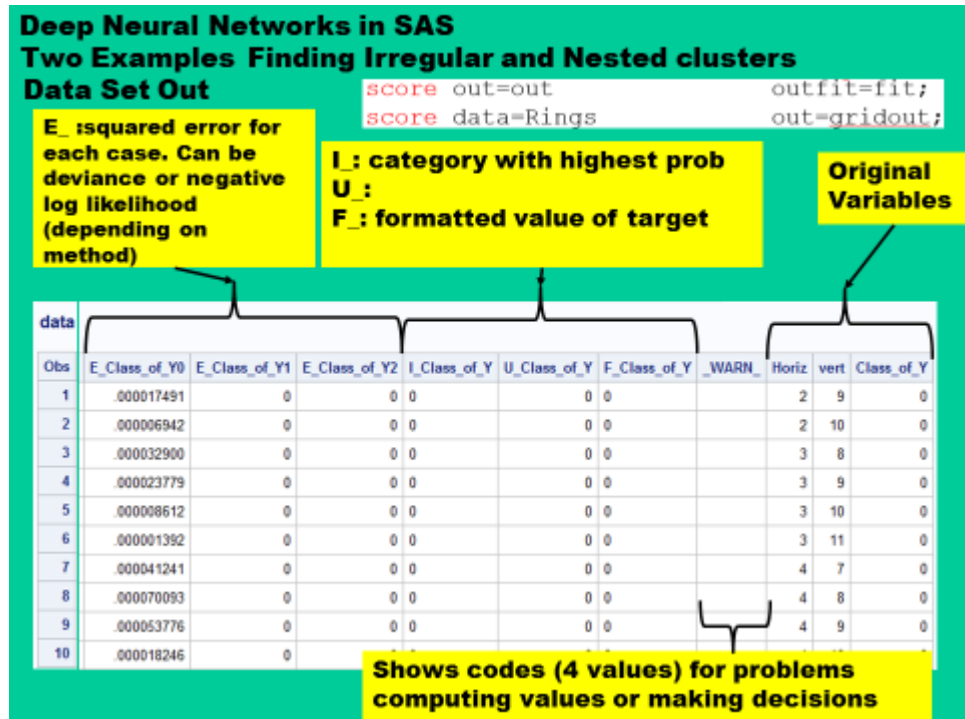 Deep Neural Networks in SAS
Two Examples Finding Irregular and Nested clusters
Data Set Out
score out=out outfit=fit;
score data=Rings out=gridout;
E_ :squared error for
each case. Can be
deviance or negative
log likelihood
(depending on
method)
I_: category with highest prob
U_:
F_: formatted value of target
Original
Variables
data
Obs E_Class_of_Y0 E_Class_of_Y1 E_Class_of_Y2 I_Class_of_Y U_Class_of_Y F_Class_of_Y _WARN_ Horiz vert Class_of_Y
1 .000017491 0 0 0 0 0 2 9 0
2 .000006942 0 0 0 0 0 2 10 0
3 .000032900 0 0 0 0 0 3 8 0
4 .000023779 0 0 0 0 0 3 9 0
5 .000008612 0 0 0 0 0 3 10 0
6 .000001392 0 0 0 0 0 3 11 0
7 .000041241 0 0 0 0 0 4 7 0
8 .000070093 0 0 0 0 0 4 8 0
9 .000053776 0 0 0 0 0 4 9 0
10 .000018246 0
Shows codes (4 values) for problems
computing values or making decisions